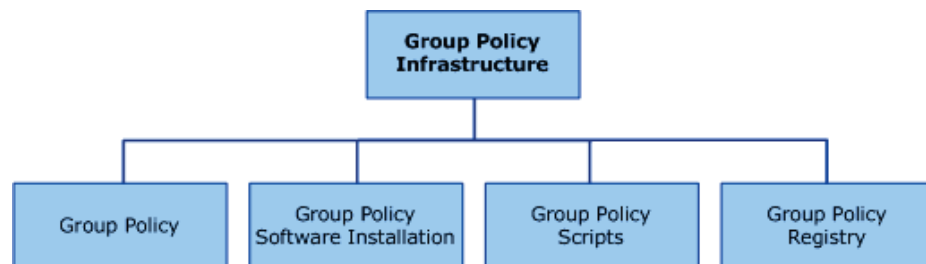 Group Policy
Infrastructure
Group Policy
Group Policy
Software Installation
Group Policy
Scripts
Group Policy
Registry